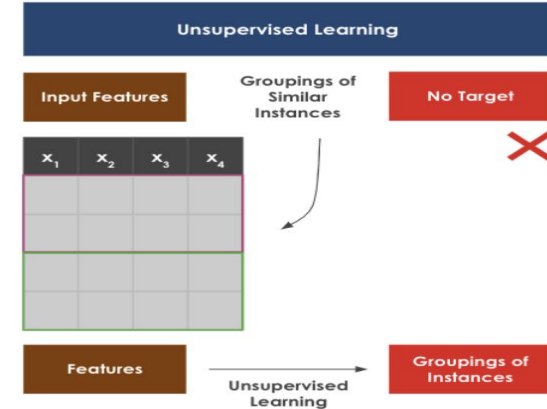 Unsupervised Learning
Input Features
Groupings of
Similar
Instances
No Target
x1 x2 x3 x4
Features
Unsupervised
Learning
Groupings of
Instances